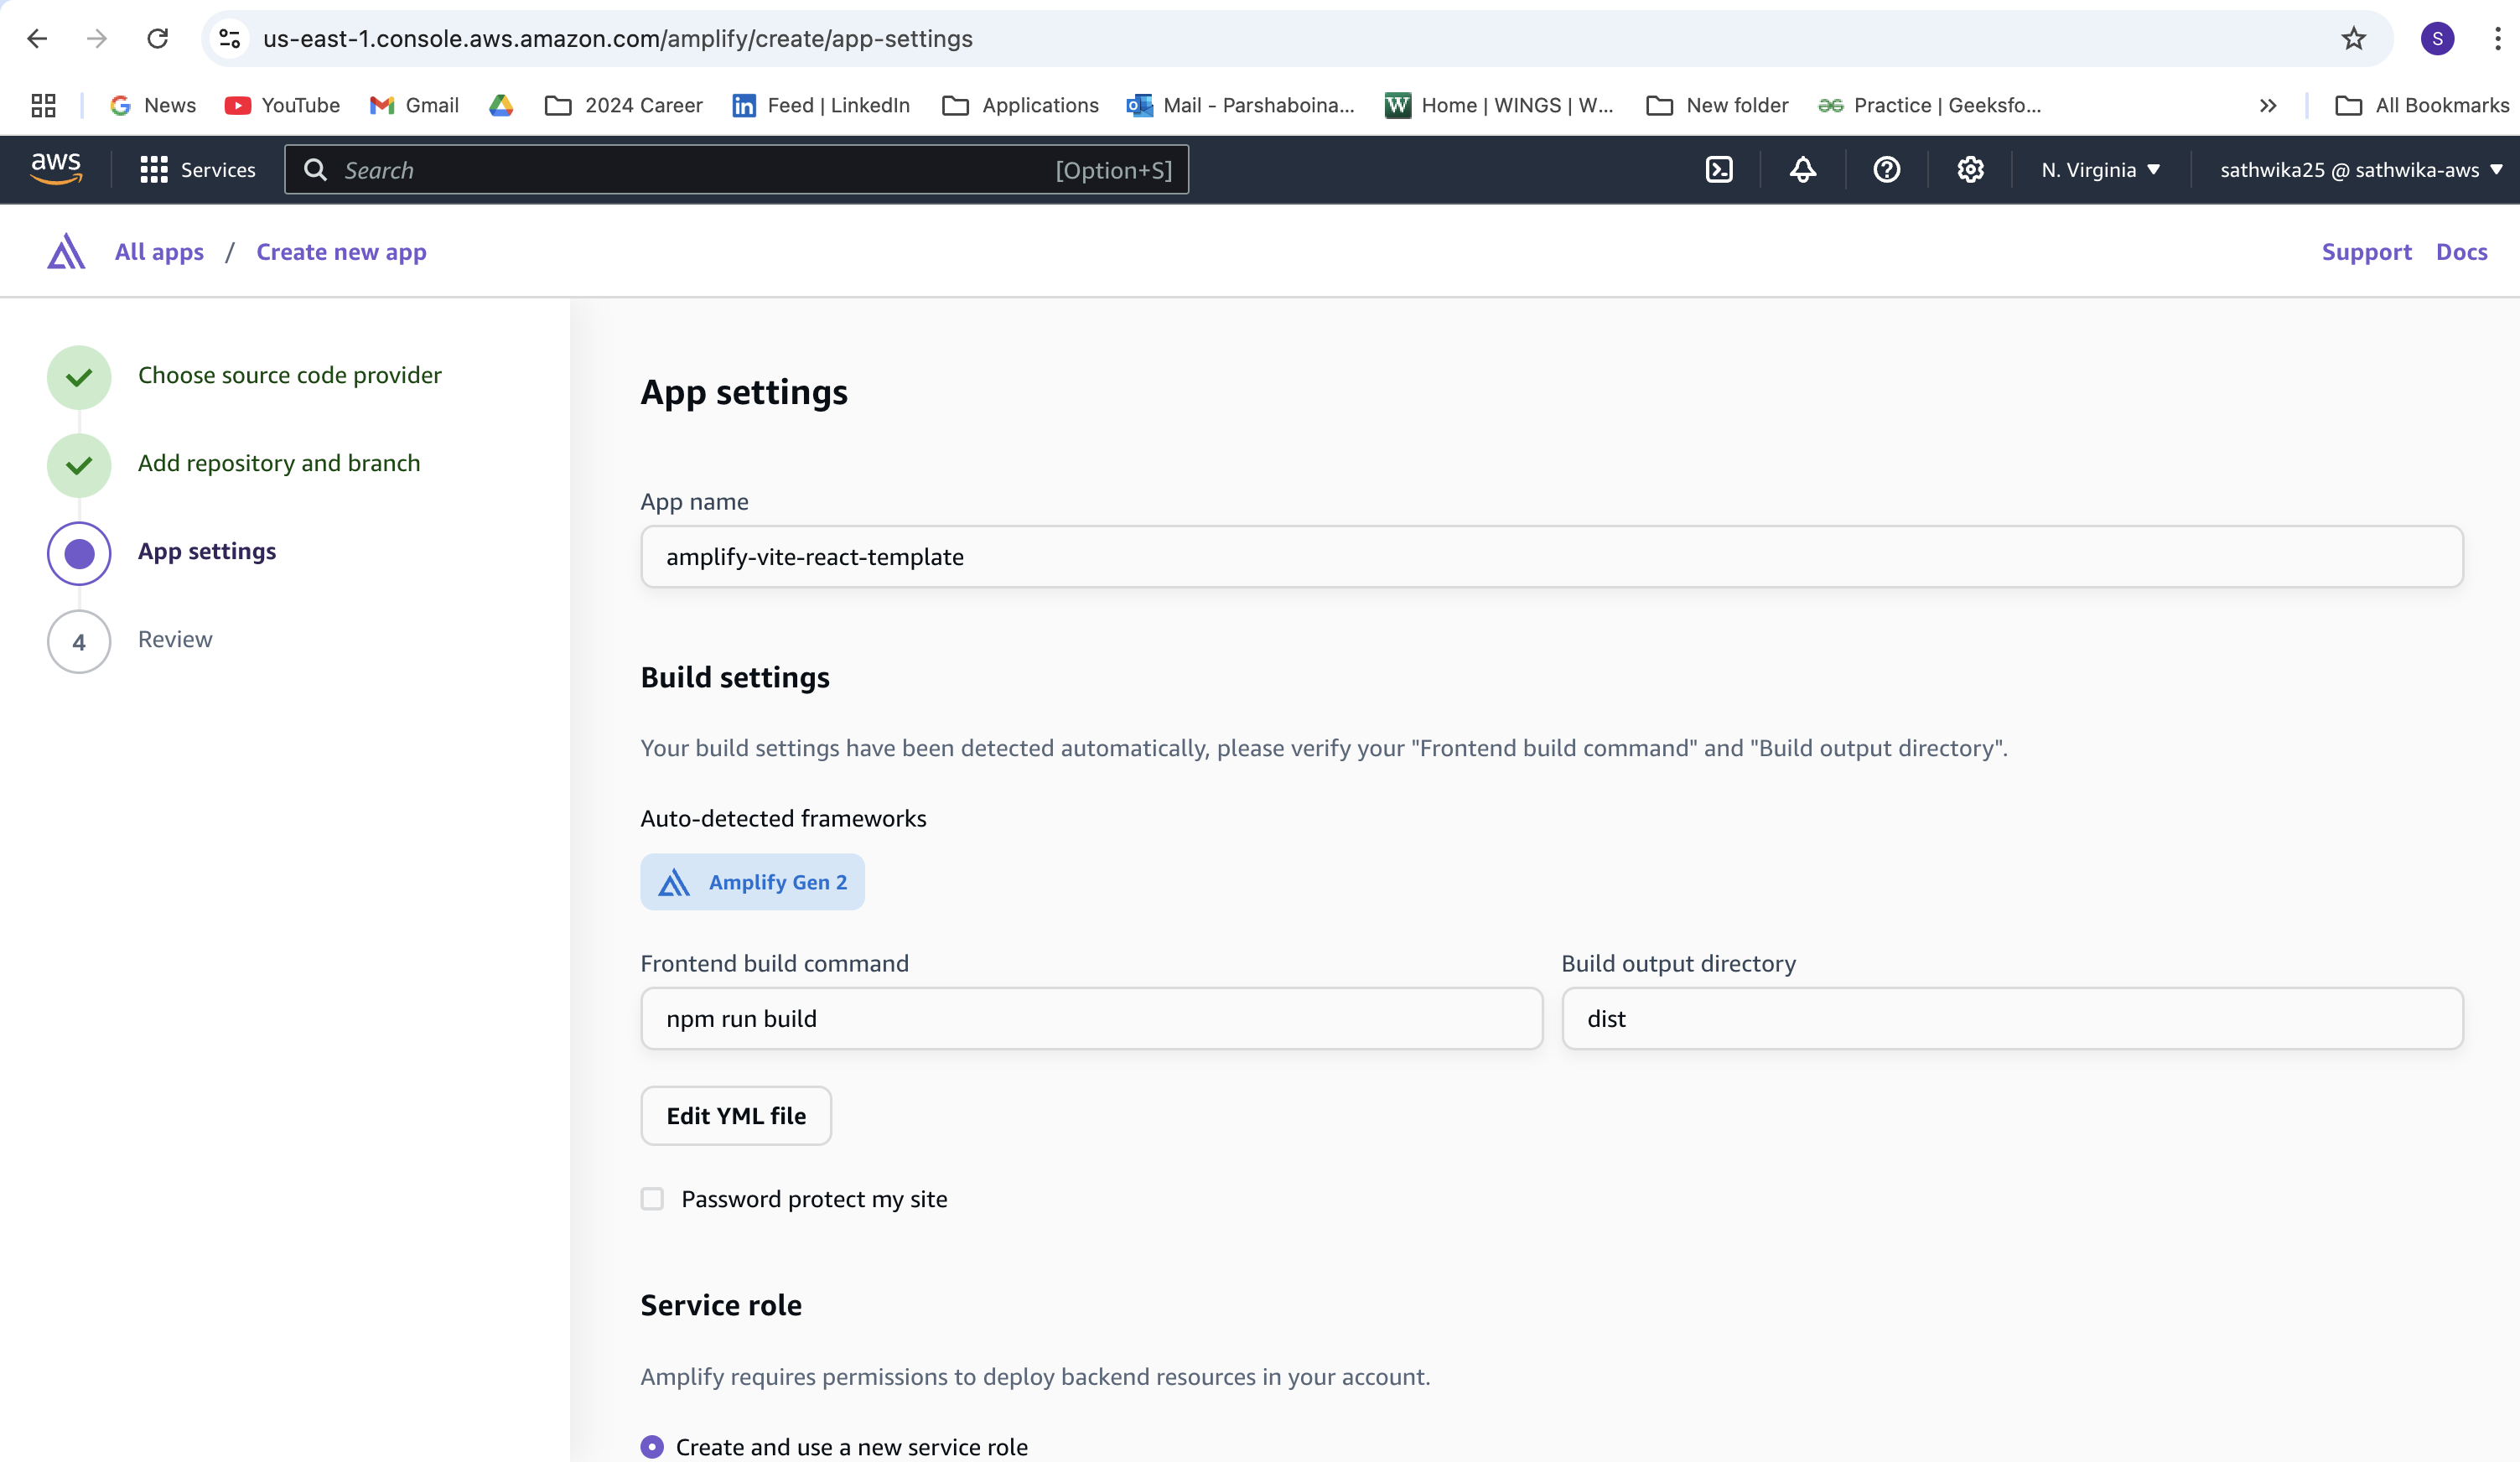 us-east-1.console.aws.amazon.com/amplify/create/app-settings
S
News YouTube Gmail 2024 Career Feed | LinkedIn Applications Mail - Parshaboina... Home | WINGS | W... New folder Practice | Geeksfo... All Bookmarks
aws Services Search [Option+S] N. Virginia sathwika25 @ sathwika-aws
All apps / Create new app Support Docs
Choose source code provider
Add repository and branch
App settings
4 Review
App settings
App name
amplify-vite-react-template
Build settings
Your build settings have been detected automatically, please verify your "Frontend build command" and "Build output directory".
Auto-detected frameworks
Amplify Gen 2
Frontend build command Build output directory
npm run build dist
Edit YML file
Password protect my site
Service role
Amplify requires permissions to deploy backend resources in your account.
Create and use a new service role